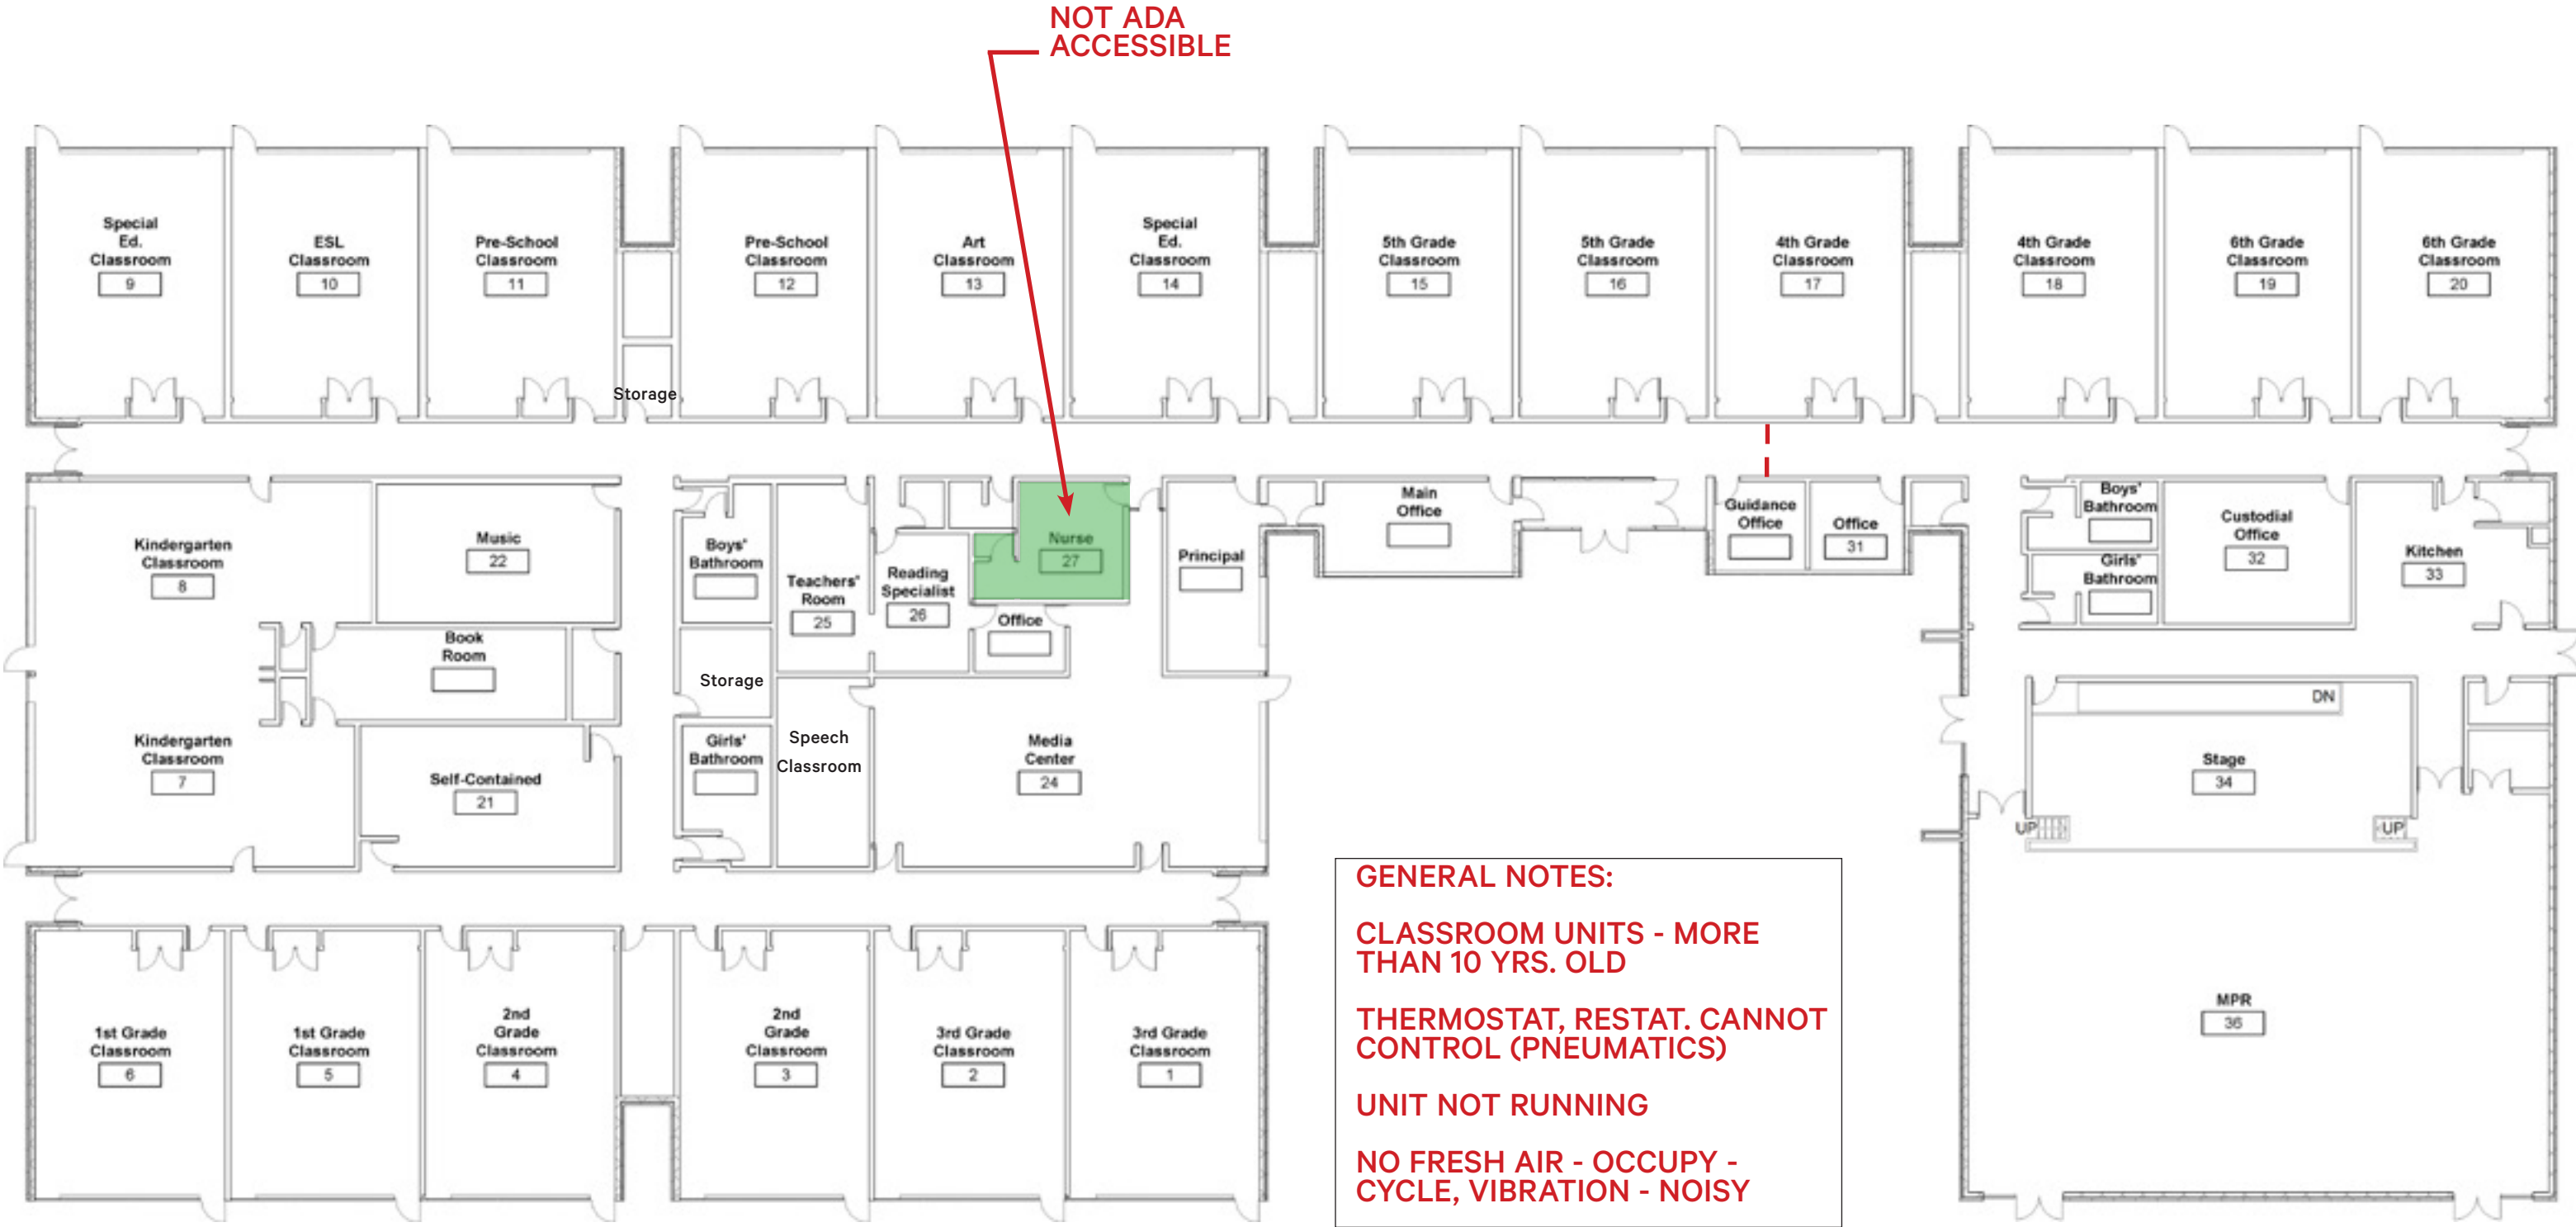 NOT ADA
ACCESSIBLE
Special
Ed.
Classroom
9
ESL
Classroom
10
Pre-School
Classroom
11
Storage
Pre-School
Classroom
12
Art
Classroom
13
Special
Ed.
Classroom
14
5th Grade
Classroom
15
5th Grade
Classroom
16
4th Grade
Classroom
17
4th Grade
Classroom
18
6th Grade
Classroom
19
6th Grade
Classroom
20
Kindergarten
Classroom
8
Music
22
Book
Room
Kindergarten
Classroom
7
Self-Contained
21
Boys'
Bathroom
Storage
Girls'
Bathroom
Teachers'
Room
25
Speech
Classroom
Reading
Specialist
26
Nurse
27
Office
Media
Center
24
Principal
Main
Office
Guidance
Office
Office
31
Boys'
Bathroom
Girls'
Bathroom
Custodial
Office
32
Kitchen
33
DN
Stage
34
UP
UP
MPR
36
1st Grade
Classroom
6
1st Grade
Classroom
5
2nd
Grade
Classroom
4
2nd
Grade
Classroom
3
3rd Grade
Classroom
2
3rd Grade
Classroom
1
GENERAL NOTES:
CLASSROOM UNITS - MORE
THAN 10 YRS. OLD
THERMOSTAT, RESTAT. CANNOT
CONTROL (PNEUMATICS)
UNIT NOT RUNNING
NO FRESH AIR - OCCUPY -
CYCLE, VIBRATION - NOISY